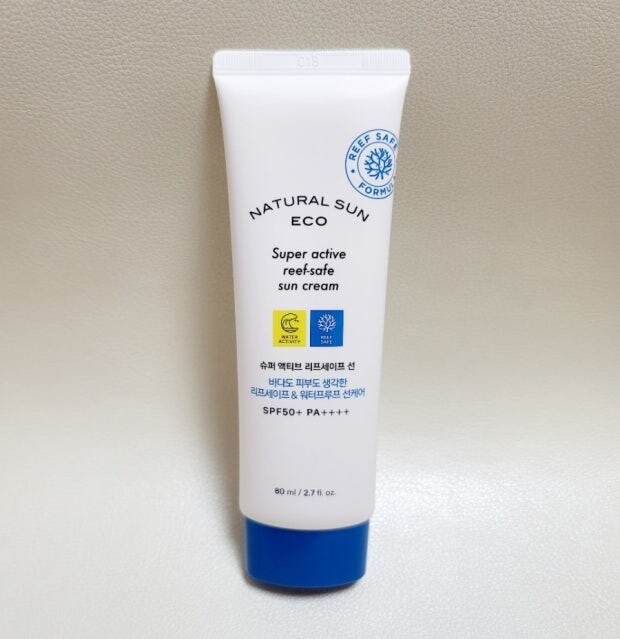 018
REEF SAFE
FORMUL
NATURAL SUN
ECO
Super active
reef-safe
sun cream
WATER
ACTIVITY
REEF
SAFE
슈퍼 액티브 리프세이프 선
바다도 피부도 생각한
리프세이프 & 워터프루프 선케어
SPF50+ PA++++
80 ml / 2.7 fl. oz.